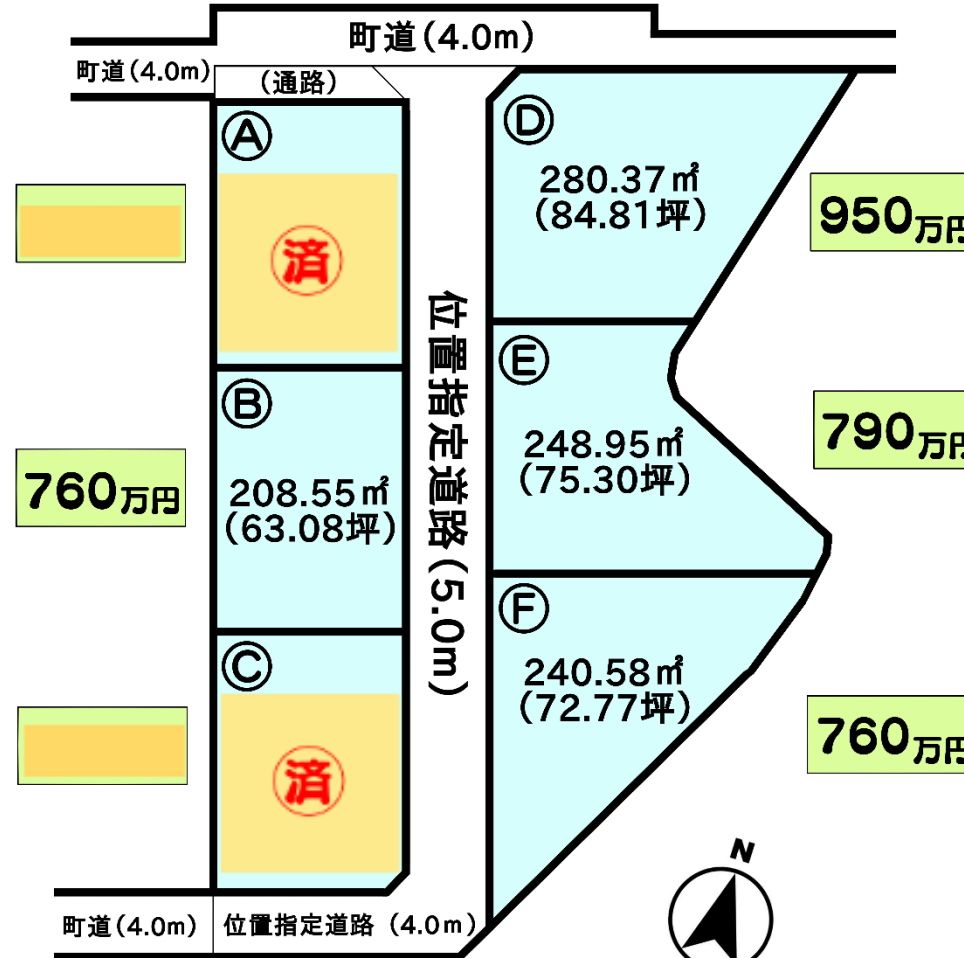 町道(4.0m)
町道(4.0m)
(通路)
A
済
B
208.55㎡
(63.08坪)
760万円
C
済
位置指定道路(5.0m)
D
280.37㎡
(84.81坪)
950万円
E
248.95㎡
(75.30坪)
790万円
F
240.58㎡
(72.77坪)
760万円
N
町道(4.0m)
位置指定道路 (4.0m)